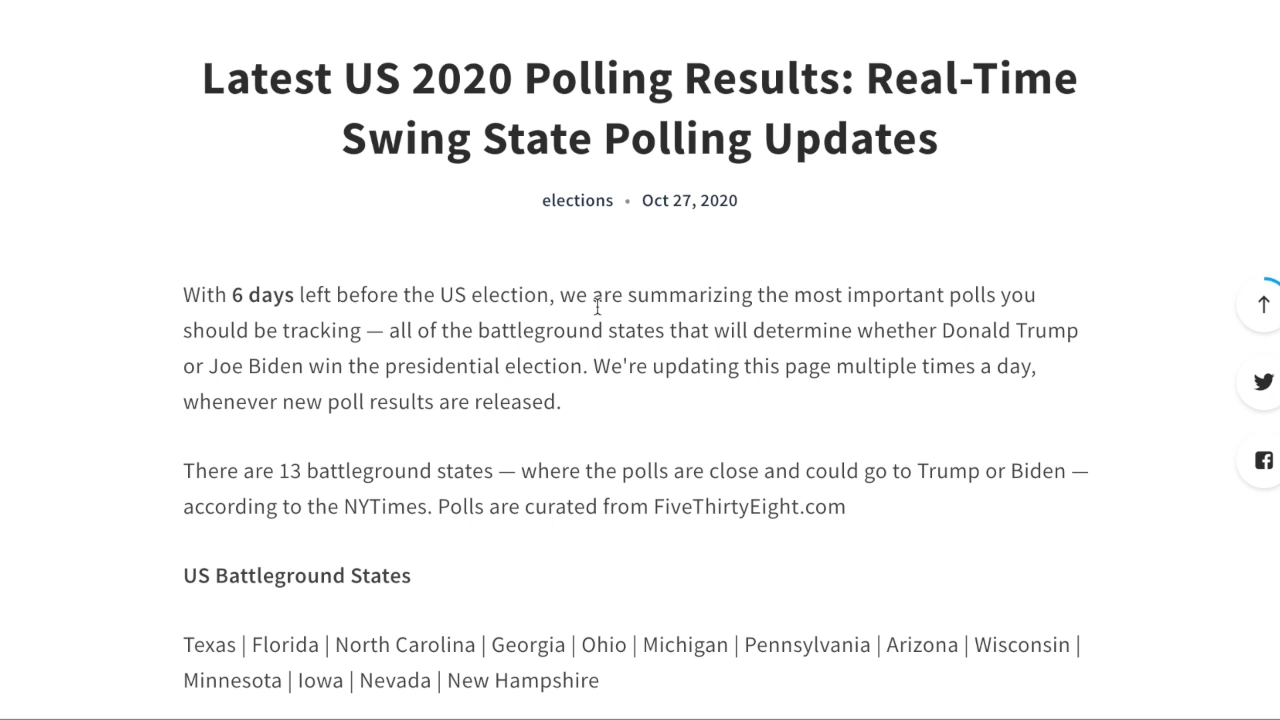 Latest US 2020 Polling Results: Real-Time
Swing State Polling Updates
elections • Oct 27, 2020
With 6 days left before the US election, we are summarizing the most important polls you
should be tracking — all of the battleground states that will determine whether Donald Trump
or Joe Biden win the presidential election. We're updating this page multiple times a day,
whenever new poll results are released.
There are 13 battleground states — where the polls are close and could go to Trump or Biden —
according to the NYTimes. Polls are curated from FiveThirtyEight.com
US Battleground States
Texas | Florida | North Carolina | Georgia | Ohio | Michigan | Pennsylvania | Arizona | Wisconsin |
Minnesota | Iowa | Nevada | New Hampshire